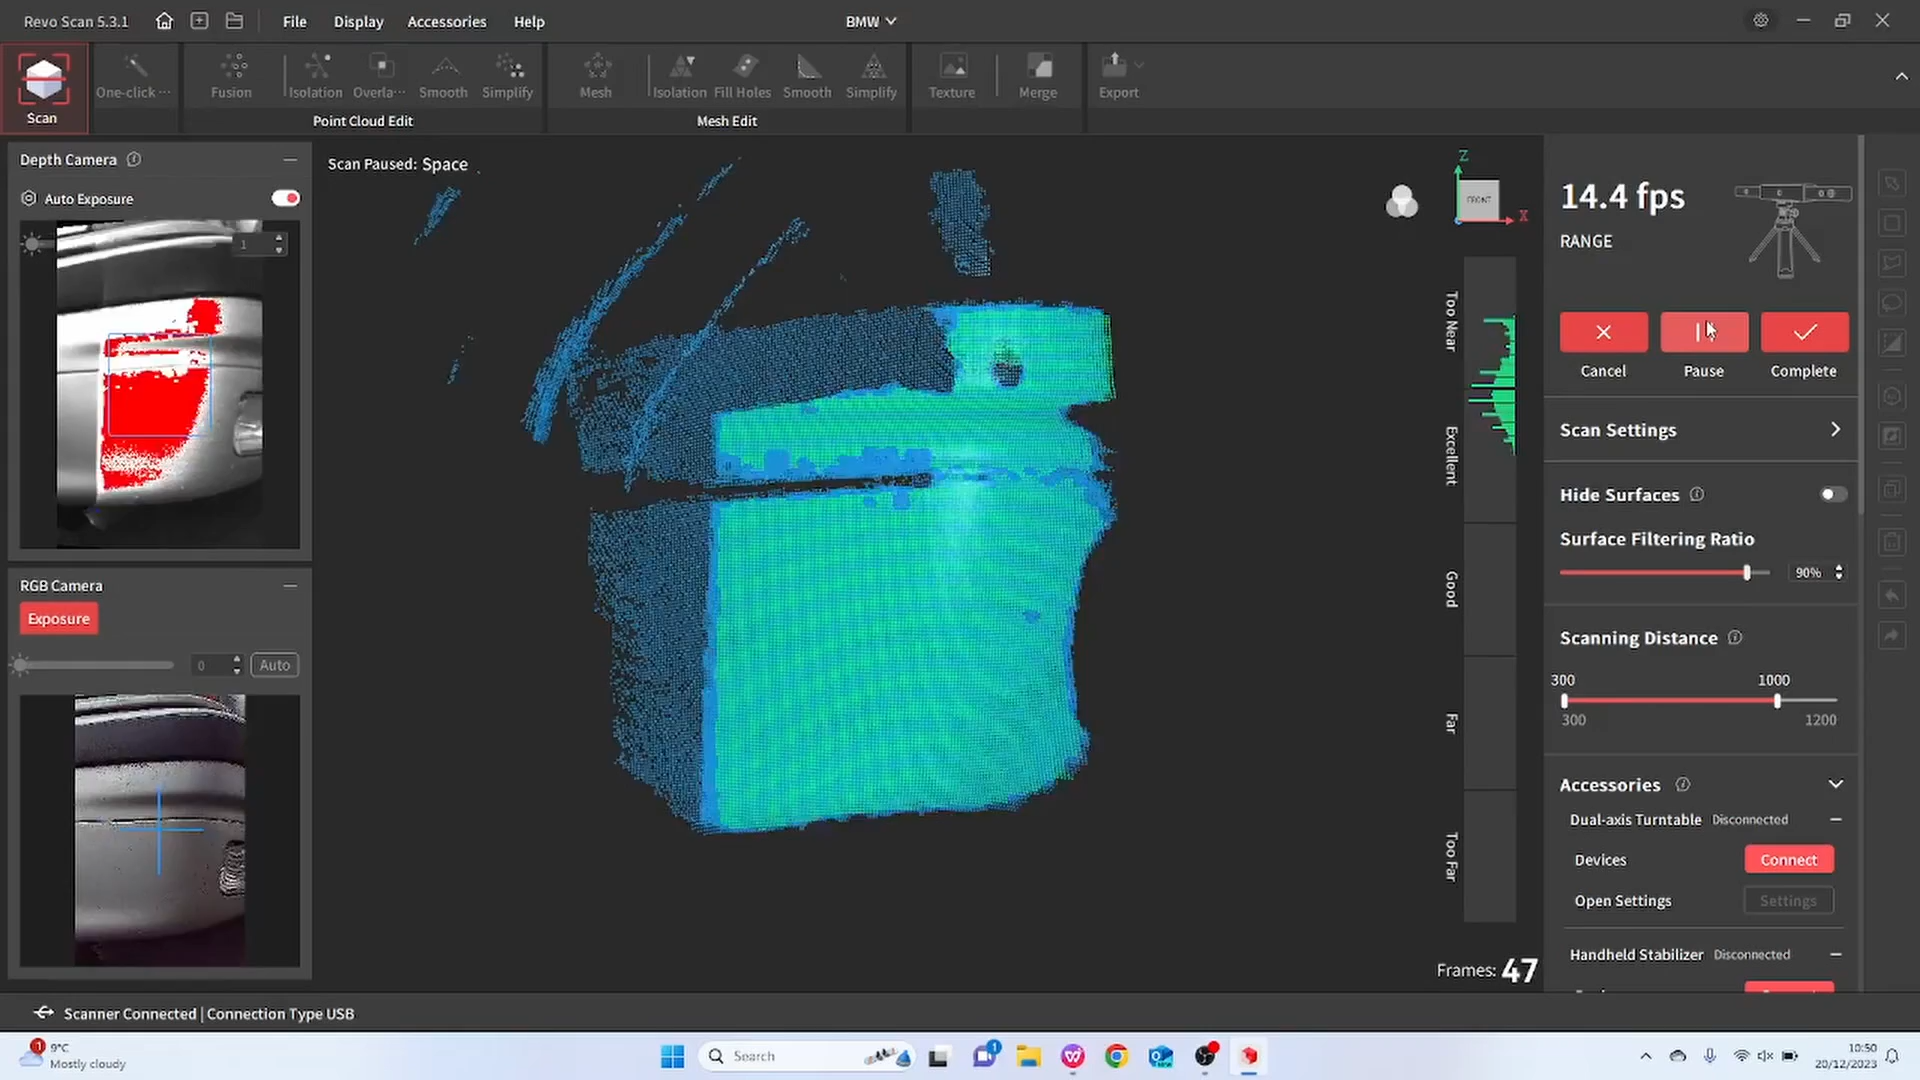 Revo Scan 5.3.1
File Display Accessories Help
BMW
Scan
One-click ···
Fusion
Isolation
Overla···
Smooth
Simplify
Point Cloud Edit
Mesh
Isolation
Fill Holes
Smooth
Simplify
Mesh Edit
Texture
Merge
Export
Depth Camera
Auto Exposure
1
RGB Camera
Exposure
0
Auto
Scan Paused: Space
Z
FRONT
X
Too Near
Excellent
Good
Far
Too Far
Frames: 47
14.4 fps
RANGE
Cancel
Pause
Complete
Scan Settings
Hide Surfaces
Surface Filtering Ratio
90%
Scanning Distance
300 1000
300 1200
Accessories
Dual-axis Turntable Disconnected
Devices Connect
Open Settings Settings
Handheld Stabilizer Disconnected
Scanner Connected | Connection Type USB
1
9°C
Mostly cloudy
Search
1
10:50
20/12/2023